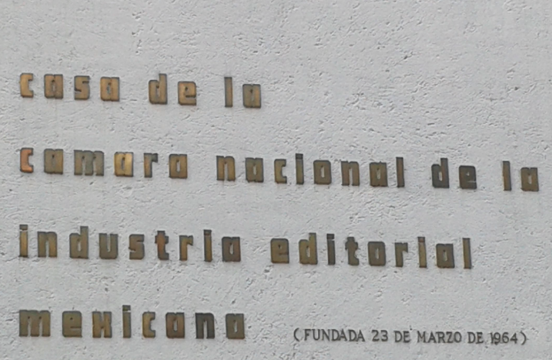 casa de la
camara nacional de la
industria editorial
mexicana (FUNDADA 23 DE MARZO DE 1964)